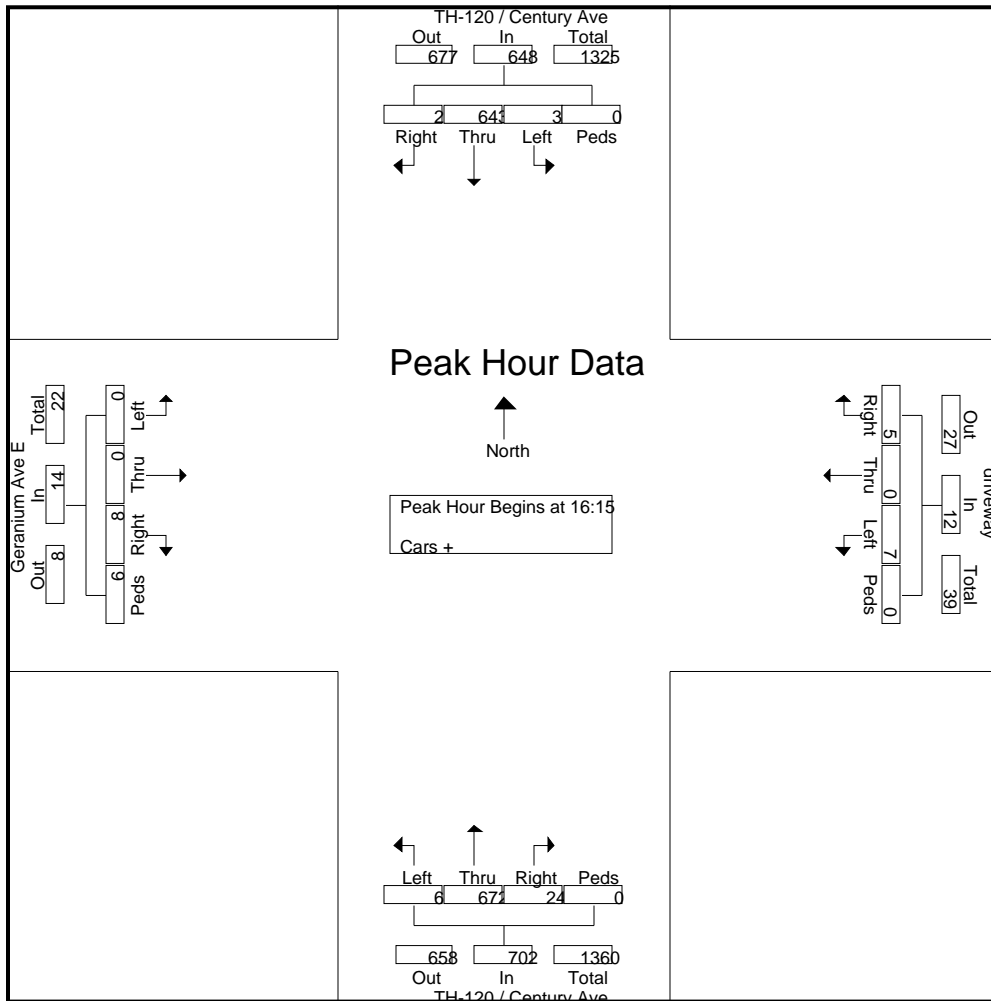 TH-120 / Century Ave
Out In Total
677 648 1325
2 643 3 0
Right Thru Left Peds
Peak Hour Data
North
Peak Hour Begins at 16:15
Cars +
Geranium Ave E
Out In Total
8 14 22
6 8 0 0
Peds Right Thru Left
driveway
Out In Total
27 12 39
5 0 7 0
Right Thru Left Peds
Left Thru Right Peds
6 672 24 0
658 702 1360
Out In Total
TH-120 / Century Ave